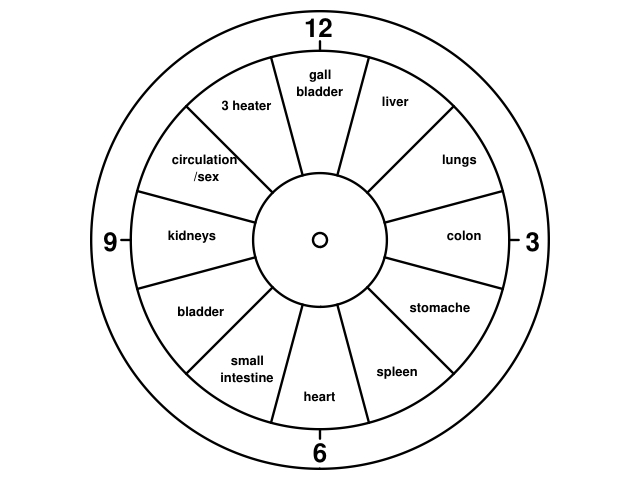 12
gall
bladder
liver
lungs
colon
3
stomache
spleen
heart
6
small
intestine
bladder
kidneys
9
circulation
/sex
3 heater